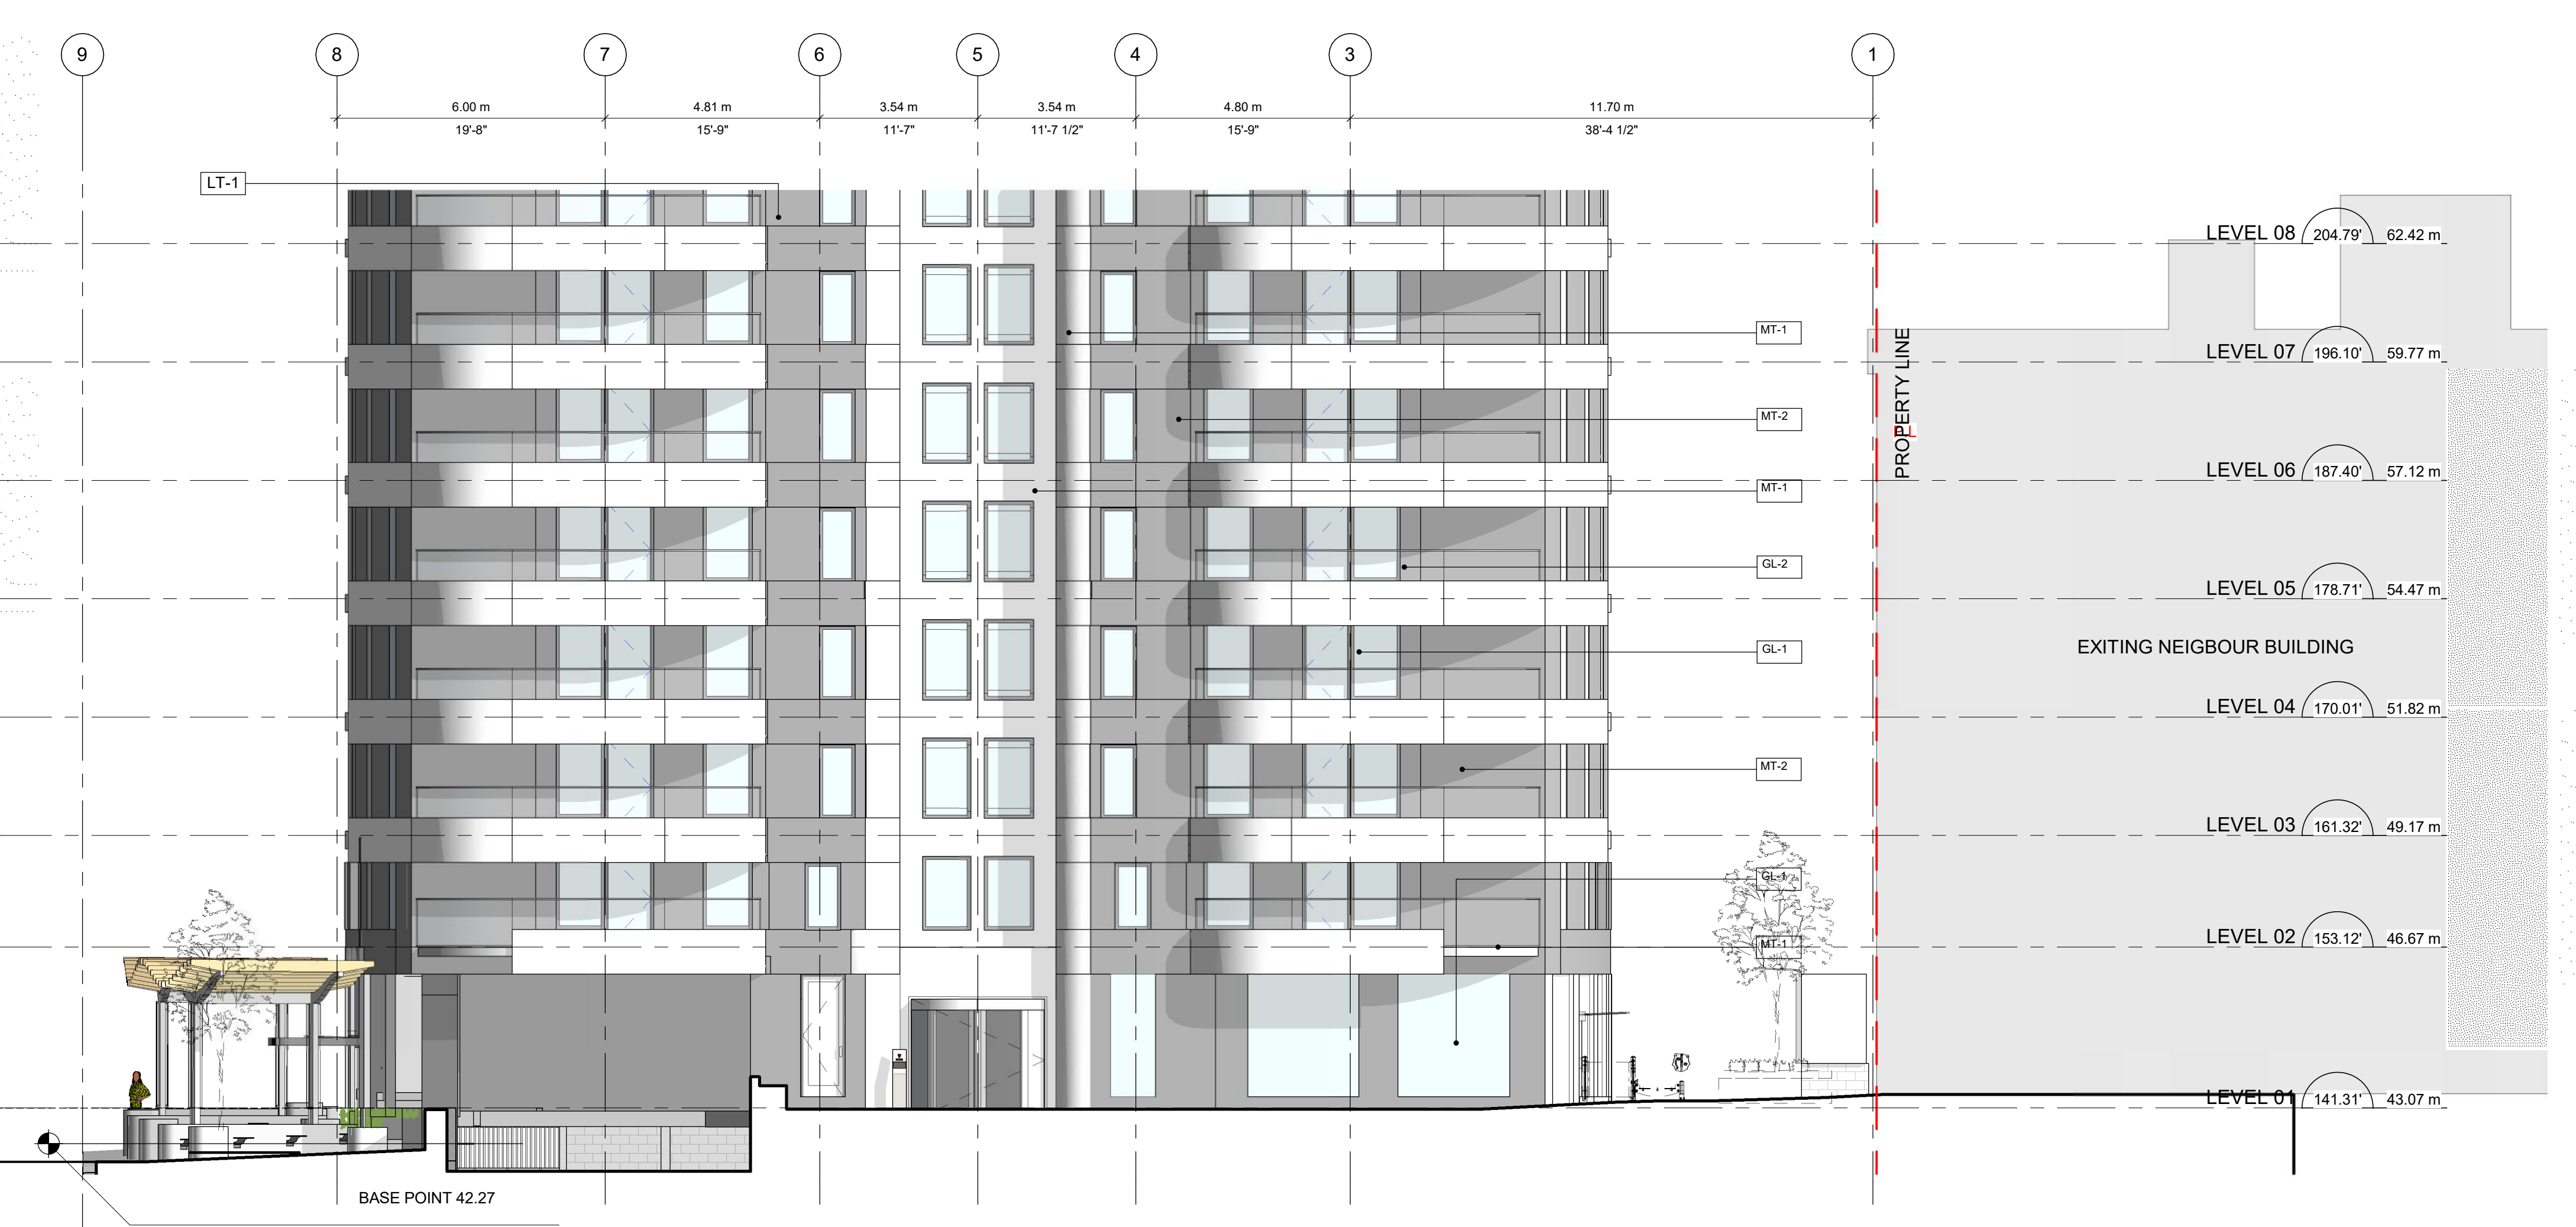 9 8 7 6 5 4 3 1
6.00 m 4.81 m 3.54 m 3.54 m 4.80 m 11.70 m
19'-8" 15'-9" 11'-7" 11'-7 1/2" 15'-9" 38'-4 1/2"
LT-1
LEVEL 08 204.79' 62.42 m
MT-1
LEVEL 07 196.10' 59.77 m
PROPERTY LINE
MT-2
LEVEL 06 187.40' 57.12 m
MT-1
GL-2
LEVEL 05 178.71' 54.47 m
GL-1
EXITING NEIGBOUR BUILDING
LEVEL 04 170.01' 51.82 m
MT-2
LEVEL 03 161.32' 49.17 m
GL-1
LEVEL 02 153.12' 46.67 m
MT-1
LEVEL 01 141.31' 43.07 m
BASE POINT 42.27